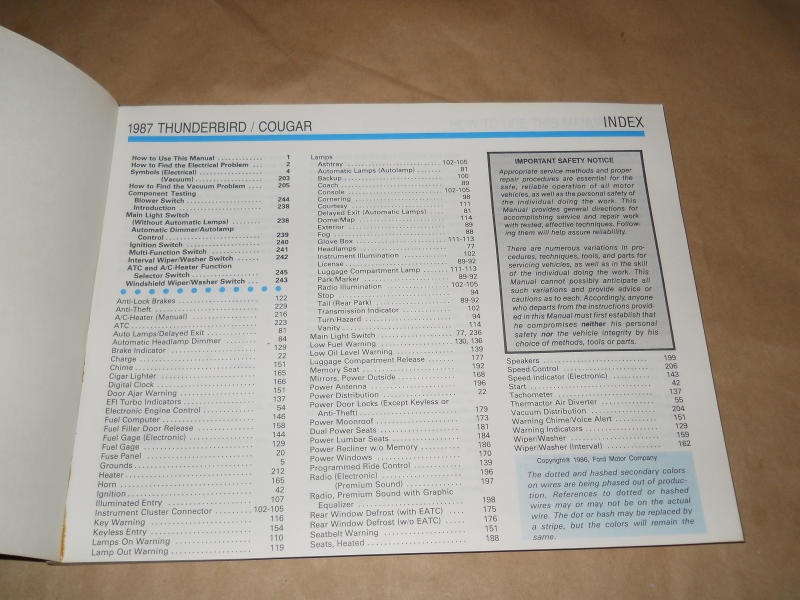 1987 THUNDERBIRD / COUGAR
INDEX
How to Use This Manual ............. 1
How to Find the Electrical Problem ... 2
Symbols (Electrical) .................. 4
(Vacuum) ................. 203
How to Find the Vacuum Problem .... 205
Component Testing
Blower Switch .................... 244
Introduction ...................... 238
Main Light Switch
(Without Automatic Lamps) ....... 238
Automatic Dimmer/Autolamp
Control ....................... 239
Ignition Switch .................... 240
Multi-Function Switch ............. 241
Interval Wiper/Washer Switch ...... 242
ATC and A/C-Heater Function
Selector Switch ................. 245
Windshield Wiper/Washer Switch ... 243
Anti-Lock Brakes ..................... 122
Anti-Theft ............................ 229
A/C-Heater (Manual) .................. 216
ATC ................................. 223
Auto Lamps/Delayed Exit .............. 81
Automatic Headlamp Dimmer .......... 84
Brake Indicator ....................... 129
Charge ............................... 22
Chime ............................... 151
Cigar Lighter ......................... 165
Digital Clock ......................... 166
Door Ajar Warning .................... 151
EFI Turbo Indicators .................. 137
Electronic Engine Control .............. 54
Fuel Computer ........................ 146
Fuel Filler Door Release ............... 158
Fuel Gage (Electronic) ................. 144
Fuel Gage ............................ 129
Fuse Panel ........................... 20
Grounds .............................. 5
Heater ............................... 212
Horn ................................ 165
Ignition .............................. 42
Illuminated Entry ..................... 107
Instrument Cluster Connector ......... 102-105
Key Warning ......................... 116
Keyless Entry ........................ 154
Lamps On Warning ................... 110
Lamp Out Warning ................... 119
Lamps
Ashtray ........................ 102-105
Automatic Lamps (Autolamp) ......... 81
Backup ............................ 100
Coach ............................. 89
Console ........................ 102-105
Cornering .......................... 98
Courtesy ........................... 111
Delayed Exit (Automatic Lamps) ...... 81
Dome/Map ......................... 114
Exterior ........................... 89
Fog ............................... 88
Glove Box ...................... 111-113
Headlamps ......................... 77
Instrument Illumination .............. 102
License .......................... 89-92
Luggage Compartment Lamp ...... 111-113
Park/Marker ...................... 89-92
Radio Illumination ............... 102-105
Stop ............................... 94
Tail (Rear Park) ................... 89-92
Transmission Indicator .............. 102
Turn/Hazard ........................ 94
Vanity ............................. 114
Main Light Switch ................. 77, 236
Low Fuel Warning ................ 130, 136
Low Oil Level Warning ................ 139
Luggage Compartment Release ........ 177
Memory Seat ......................... 192
Mirrors, Power Outside ................ 168
Power Antenna ....................... 196
Power Distribution ..................... 22
Power Door Locks (Except Keyless or
Anti-Theft) ........................ 179
Power Moonroof ...................... 173
Dual Power Seats ..................... 181
Power Lumbar Seats .................. 184
Power Recliner w/o Memory ........... 186
Power Windows ...................... 170
Programmed Ride Control ............. 139
Radio (Electronic) ..................... 196
(Premium Sound) .............. 197
Radio, Premium Sound with Graphic
Equalizer .......................... 198
Rear Window Defrost (with EATC) ..... 175
Rear Window Defrost (w/o EATC) ..... 176
Seatbelt Warning ..................... 151
Seats, Heated ........................ 188
IMPORTANT SAFETY NOTICE
Appropriate service methods and proper
repair procedures are essential for the
safe, reliable operation of all motor
vehicles, as well as the personal safety of
the individual doing the work. This
Manual provides general directions for
accomplishing service and repair work
with tested, effective techniques. Follow-
ing them will help assure reliability.
There are numerous variations in pro-
cedures, techniques, tools, and parts for
servicing vehicles, as well as in the skill
of the individual doing the work. This
Manual cannot possibly anticipate all
such variations and provide advice or
cautions as to each. Accordingly, anyone
who departs from the instructions provid-
ed in this Manual must first establish that
he compromises neither his personal
safety nor the vehicle integrity by his
choice of methods, tools or parts.
Speakers ............................ 199
Speed Control ....................... 206
Speed Indicator (Electronic) ........... 143
Start ................................ 42
Tachometer .......................... 137
Thermactor Air Diverter ............... 55
Vacuum Distribution .................. 204
Warning Chime/Voice Alert ............ 151
Warning Indicators ................... 129
Wiper/Washer ....................... 159
Wiper/Washer (Interval) ............... 162
Copyright® 1986, Ford Motor Company
The dotted and hashed secondary colors
on wires are being phased out of produc-
tion. References to dotted or hashed
wires may or may not be on the actual
wire. The dot or hash may be replaced by
a stripe, but the colors will remain the
same.